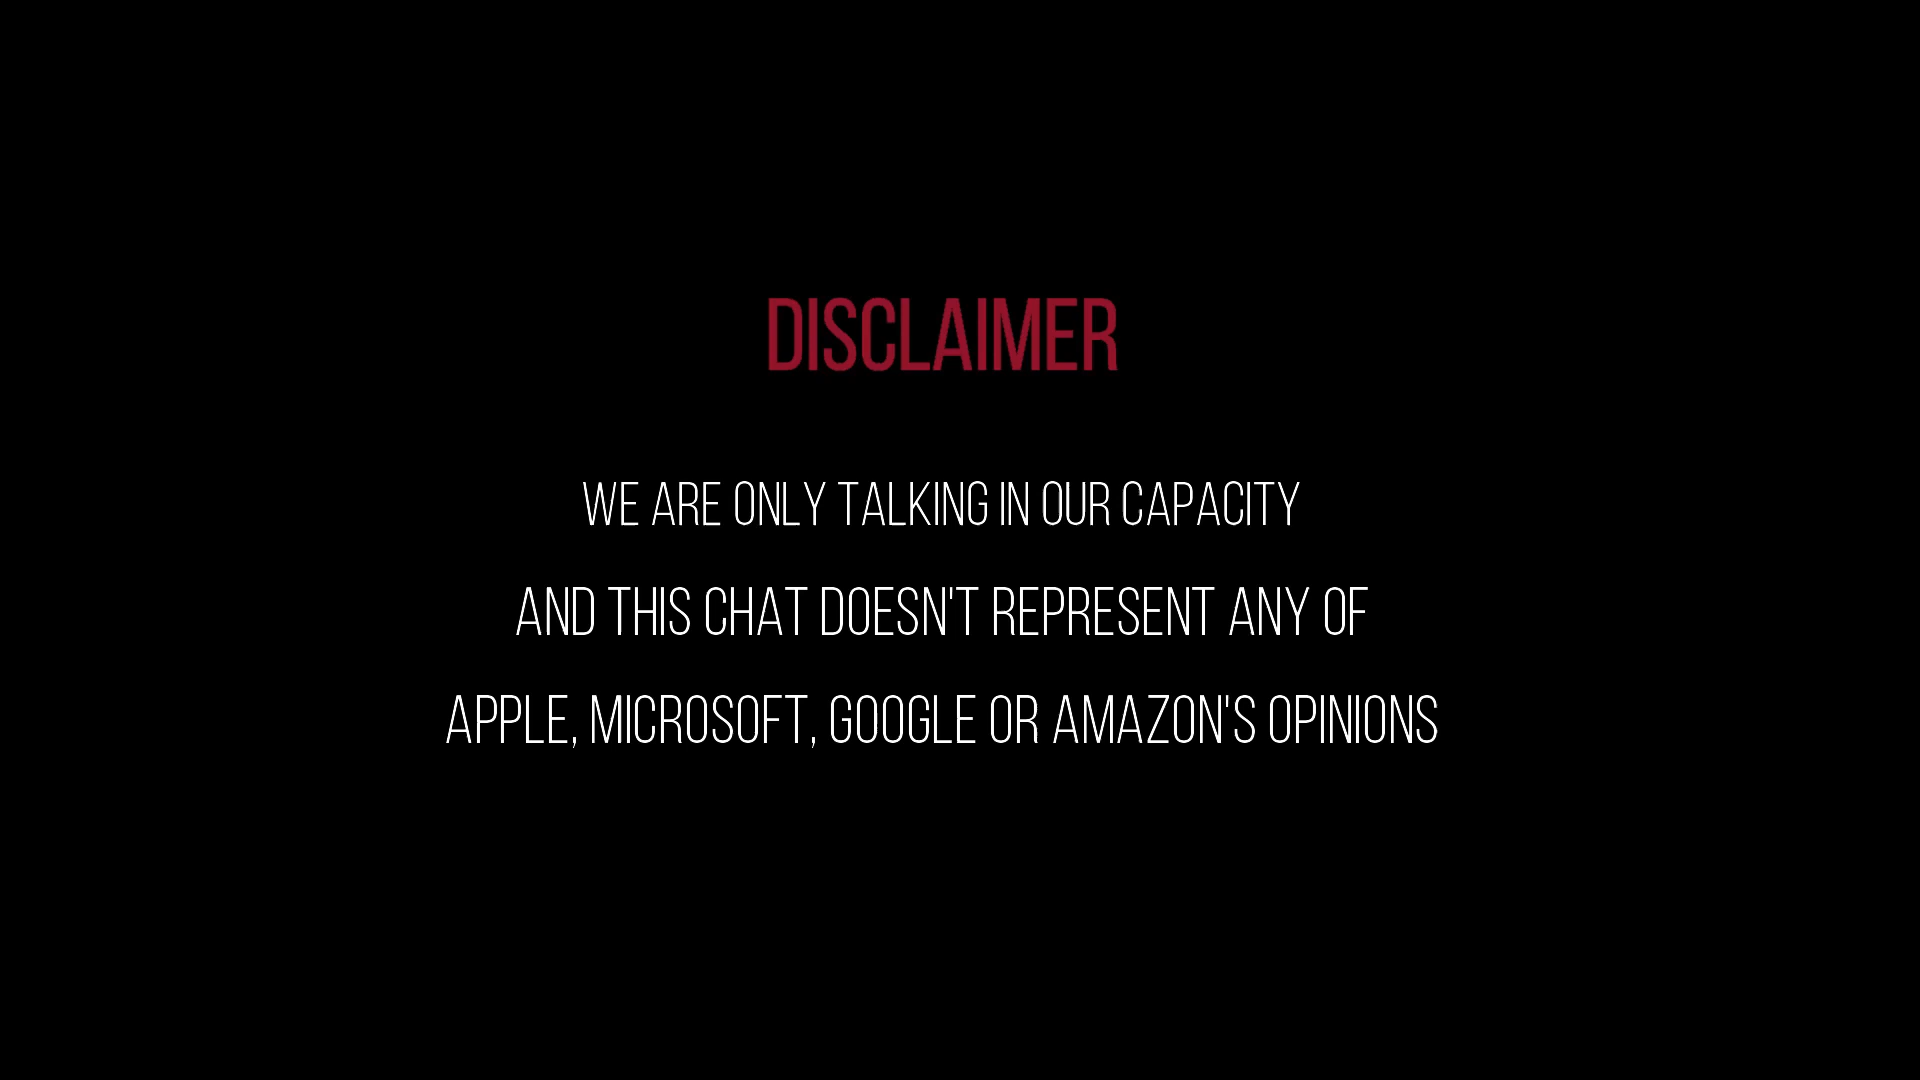 DISCLAIMER
WE ARE ONLY TALKING IN OUR CAPACITY
AND THIS CHAT DOESN'T REPRESENT ANY OF
APPLE, MICROSOFT, GOOGLE OR AMAZON'S OPINIONS